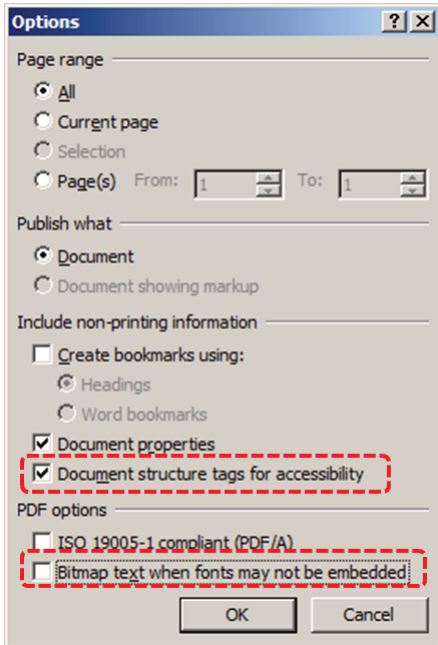 Options
Page range
All
Current page
Selection
Page(s) From: 1 To: 1
Publish what
Document
Document showing markup
Include non-printing information
Create bookmarks using:
Headings
Word bookmarks
Document properties
Document structure tags for accessibility
PDF options
ISO 19005-1 compliant (PDF/A)
Bitmap text when fonts may not be embedded
OK Cancel